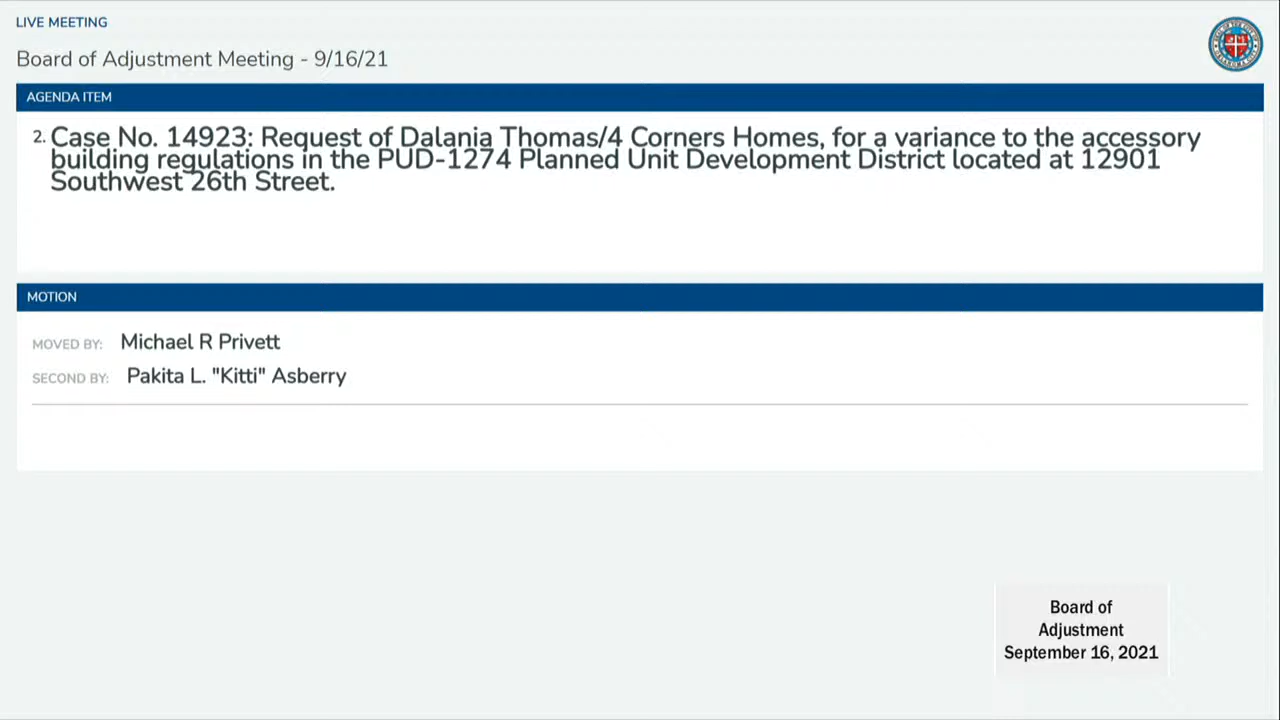 LIVE MEETING
Board of Adjustment Meeting - 9/16/21
AGENDA ITEM
2. Case No. 14923: Request of Dalania Thomas/4 Corners Homes, for a variance to the accessory
building regulations in the PUD-1274 Planned Unit Development District located at 12901
Southwest 26th Street.
MOTION
MOVED BY: Michael R Privett
SECOND BY: Pakita L. "Kitti" Asberry
Board of
Adjustment
September 16, 2021